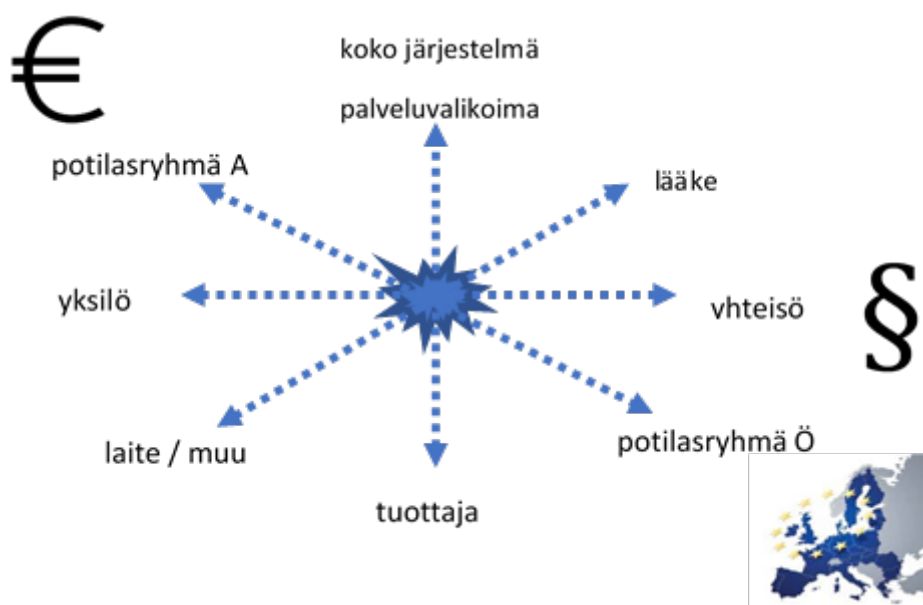 €
koko järjestelmä
palveluvalikoima
potilasryhmä A
lääke
yksilö
vhteisö
§
laite / muu
potilasryhmä Ö
tuottaja